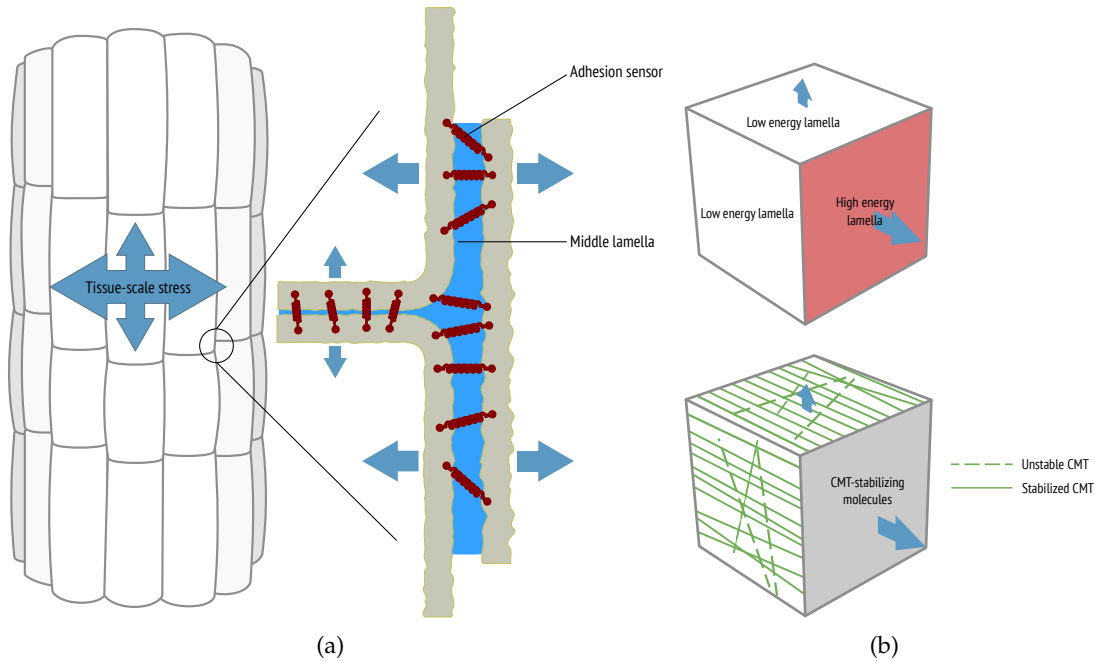 Adhesion sensor
Middle lamella
Tissue-scale stress
(a)
Low energy lamella
Low energy lamella
High energy
lamella
CMT-stabilizing
molecules
Unstable CMT
Stabilized CMT
(b)